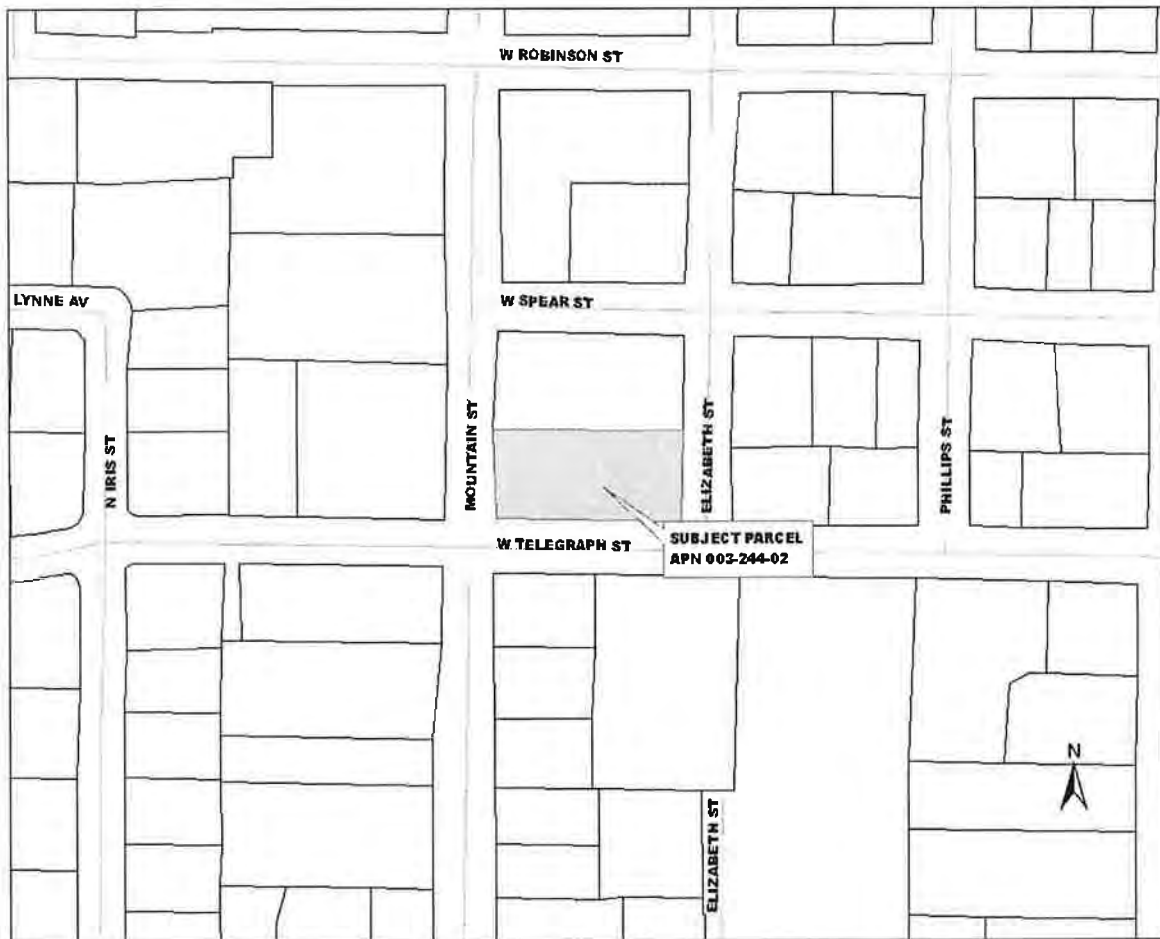 W ROBINSON ST
LYNNE AV
W SPEAR ST
N IRIS ST
MOUNTAIN ST
ELIZABETH ST
PHILLIPS ST
W TELEGRAPH ST
SUBJECT PARCEL
APN 003-244-02
N
ELIZABETH ST